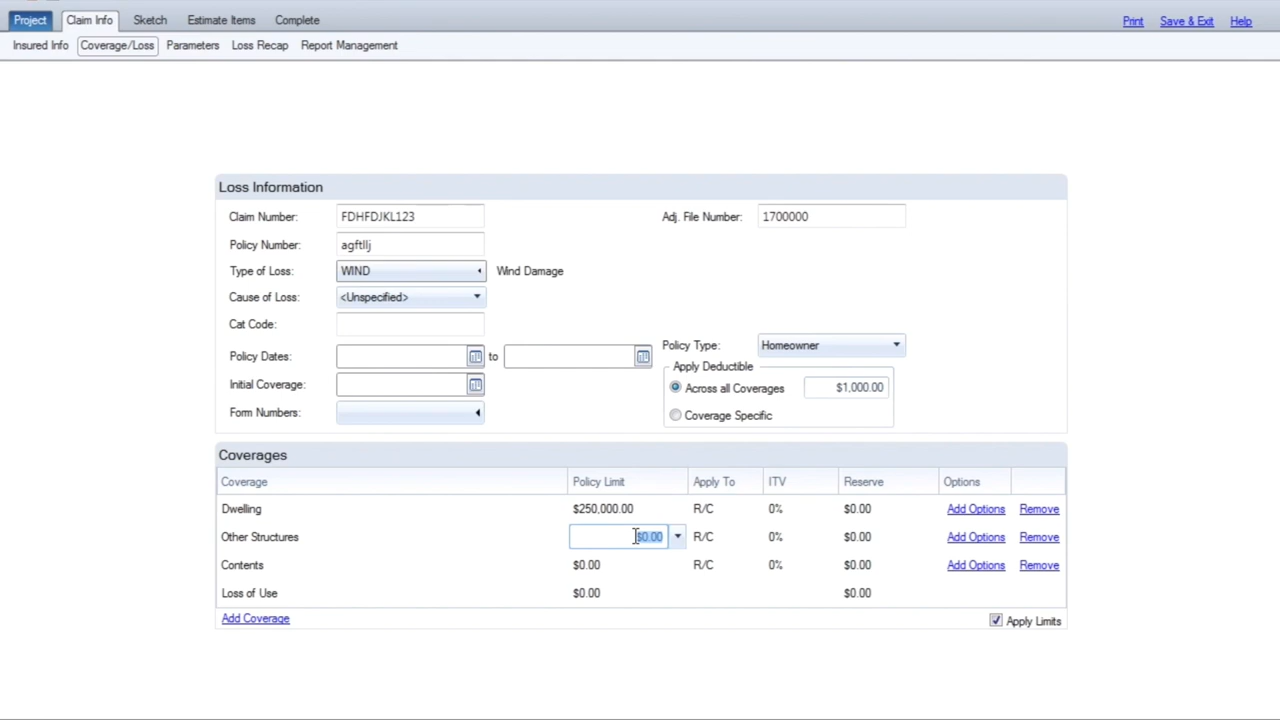 Project Claim Info Sketch Estimate Items Complete Print Save & Exit Help
Insured Info Coverage/Loss Parameters Loss Recap Report Management
Loss Information
Claim Number: FDHFDJKL123 Adj. File Number: 1700000
Policy Number: agftllj
Type of Loss: WIND Wind Damage
Cause of Loss: <Unspecified>
Cat Code:
Policy Dates: to Policy Type: Homeowner
Apply Deductible
Initial Coverage: Across all Coverages $1,000.00
Form Numbers: Coverage Specific
Coverages
Coverage Policy Limit Apply To ITV Reserve Options
Dwelling $250,000.00 R/C 0% $0.00 Add Options Remove
Other Structures $0.00 R/C 0% $0.00 Add Options Remove
Contents $0.00 R/C 0% $0.00 Add Options Remove
Loss of Use $0.00 $0.00
Add Coverage Apply Limits